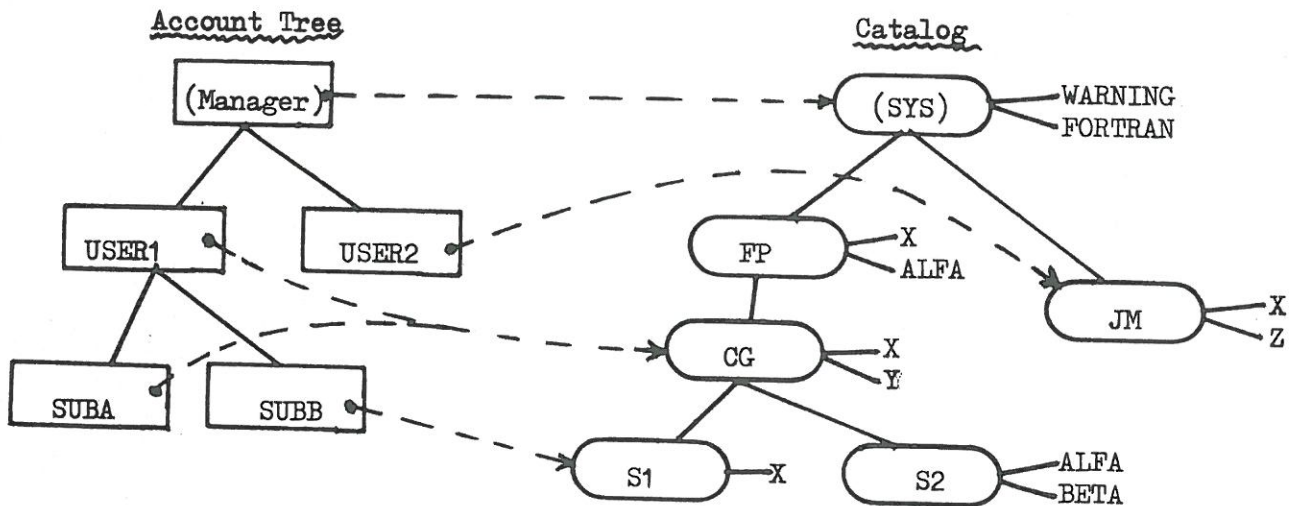 Account Tree
Catalog
(Manager)
(SYS)
WARNING
FORTRAN
USER1
USER2
FP
X
ALFA
JM
X
Z
CG
X
Y
SUBA
SUBB
S1
X
S2
ALFA
BETA